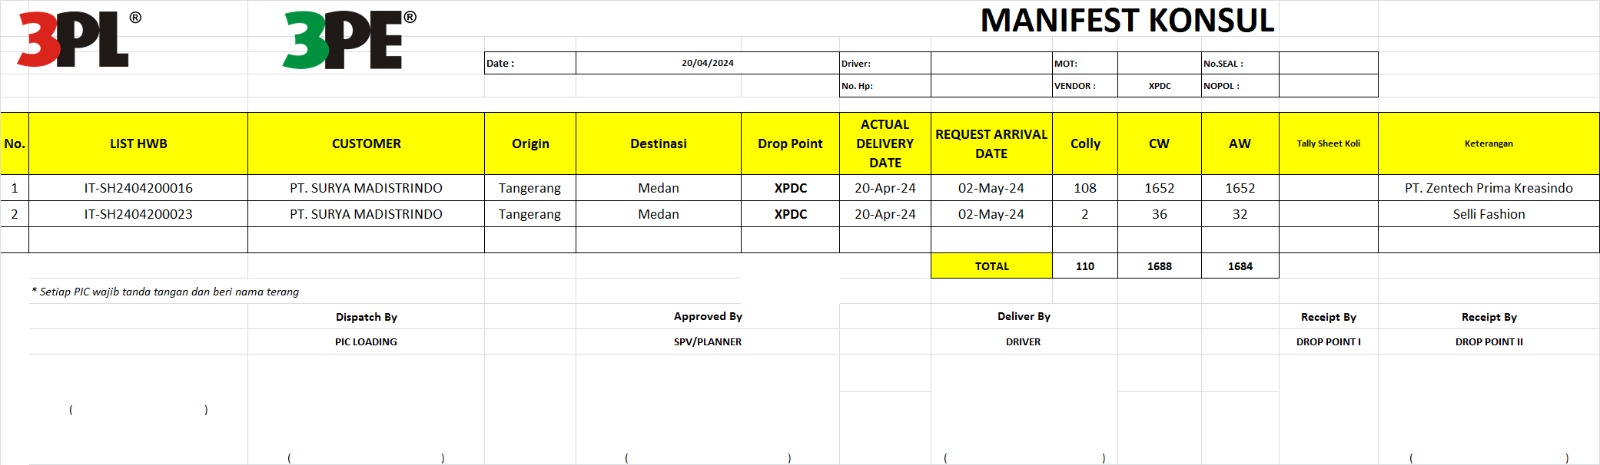 3PL® 3PE® MANIFEST KONSUL
Date : 20/04/2024 Driver: MOT: No.SEAL :
No. Hp: VENDOR : XPDC NOPOL :
No. LIST HWB CUSTOMER Origin Destinasi Drop Point ACTUAL DELIVERY DATE REQUEST ARRIVAL DATE Colly CW AW Tally Sheet Koli Keterangan
1 IT-SH2404200016 PT. SURYA MADISTRINDO Tangerang Medan XPDC 20-Apr-24 02-May-24 108 1652 1652 PT. Zentech Prima Kreasindo
2 IT-SH2404200023 PT. SURYA MADISTRINDO Tangerang Medan XPDC 20-Apr-24 02-May-24 2 36 32 Selli Fashion
TOTAL 110 1688 1684
* Setiap PIC wajib tanda tangan dan beri nama terang
Dispatch By Approved By Deliver By Receipt By Receipt By
PIC LOADING SPV/PLANNER DRIVER DROP POINT I DROP POINT II
( )
( ) ( ) ( ) ( )